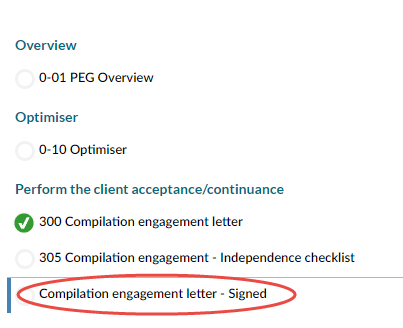 Overview
0-01 PEG Overview
Optimiser
0-10 Optimiser
Perform the client acceptance/continuance
300 Compilation engagement letter
305 Compilation engagement - Independence checklist
Compilation engagement letter - Signed